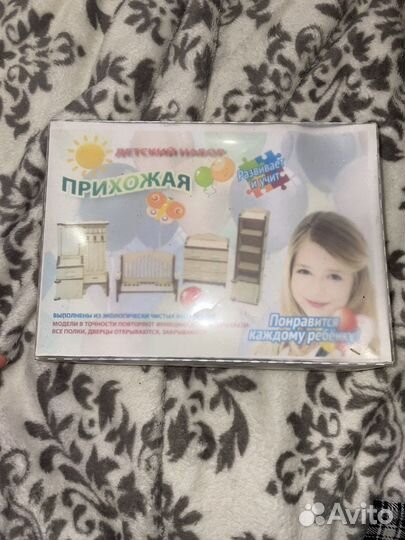 ДЕТСКИЙ НАБОР
ПРИХОЖАЯ
Развивает
и учит
ВЫПОЛНЕНЫ ИЗ ЭКОЛОГИЧЕСКИ ЧИСТЫХ
МОДЕЛИ В ТОЧНОСТИ ПОВТОРЯЮТ
ВСЕ ПОЛКИ, ДВЕРЦЫ ОТКРЫВАЮТСЯ, ЗАКРЫВАЮТСЯ
Понравится
каждому ребенку!
Avito